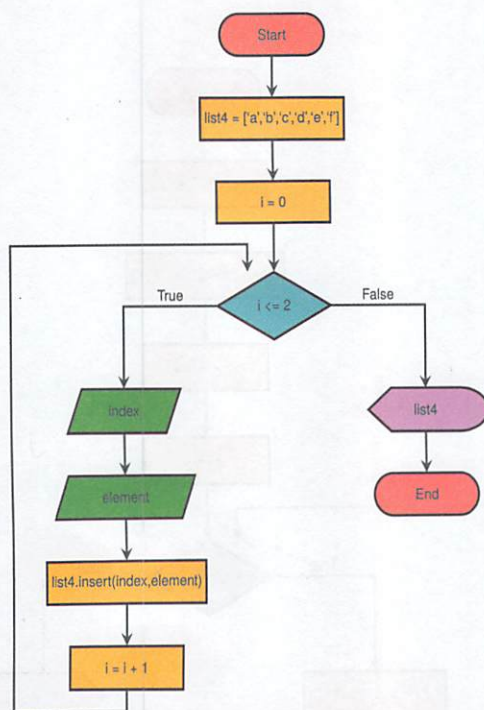 Start
list4 = ['a','b','c','d','e','f']
i = 0
i <= 2
True
False
index
list4
element
End
list4.insert(index,element)
i = i + 1